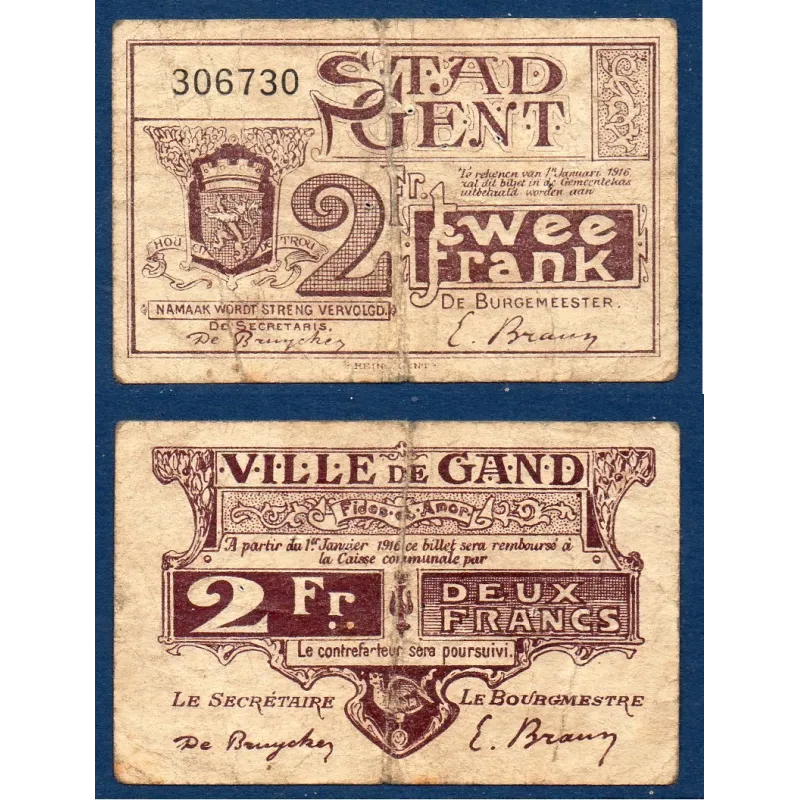 306730
STAD
GENT
2 Fr.
Te rekenen van 1n Januari 1916
zal dit biljet in de Gemeentekas
uitbetaald worden aan
twee
frank
HOU EN DE TROU
NAMAAK WORDT STRENG VERVOLGD.
DE SECRETARIS.
De Bruycker
DE BURGEMEESTER.
E. Braun
GENT
VILLE DE GAND
Fides et Amor
A partir du 1er Janvier 1916 ce billet sera remboursé à
la Caisse communale par
2 Fr.
DEUX
FRANCS
Le contrefacteur sera poursuivi.
LE SECRÉTAIRE
LE BOURGMESTRE
De Bruycker
E. Braun